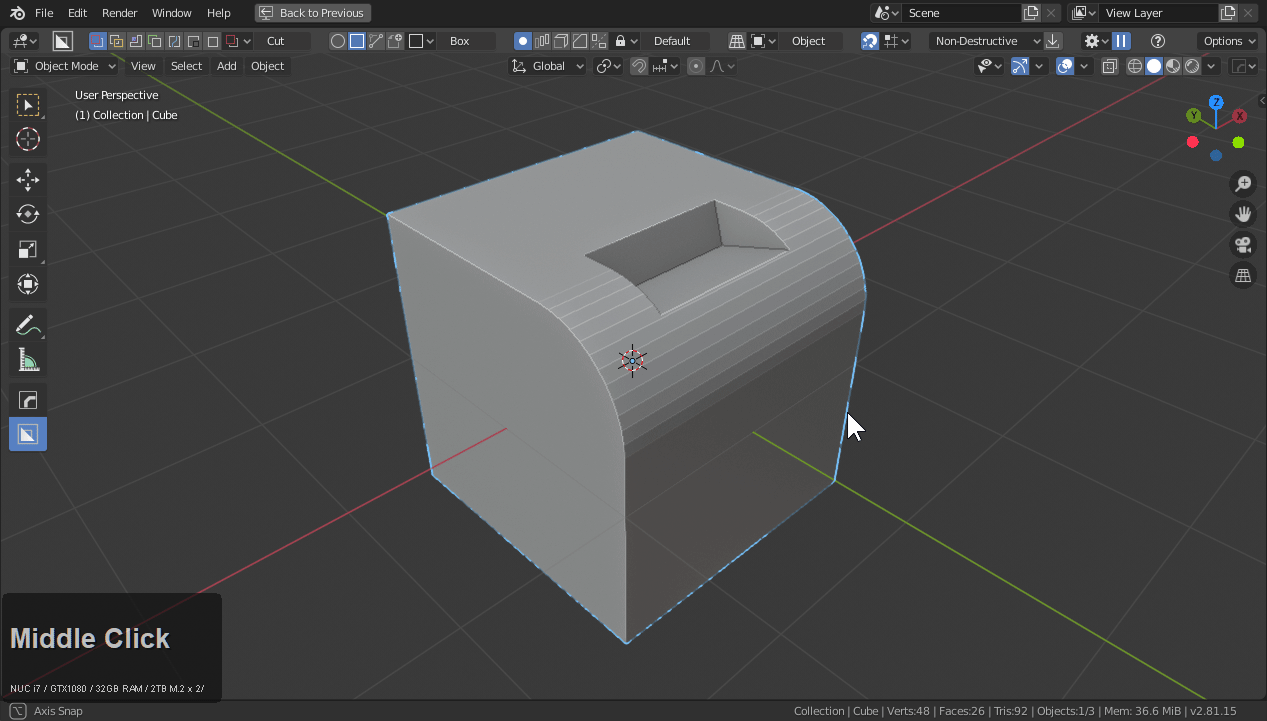 File Edit Render Window Help Back to Previous Scene View Layer
Cut Box Default Object Non-Destructive Options
Object Mode View Select Add Object Global
User Perspective
(1) Collection | Cube
Z
Y X
Middle Click
NUC i7 / GTX1080 / 32GB RAM / 2TB M.2 x 2/
Axis Snap Collection | Cube | Verts:48 | Faces:26 | Tris:92 | Objects:1/3 | Mem: 36.6 MiB | v2.81.15